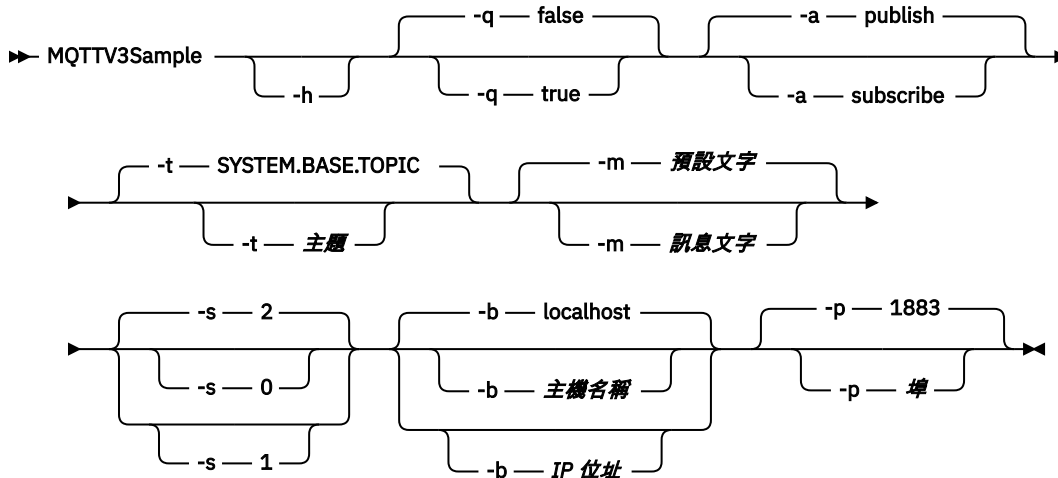 -q false -a publish
MQTTV3Sample
-h -q true -a subscribe
-t SYSTEM.BASE.TOPIC -m 預設文字
-t 主題 -m 訊息文字
-s 2 -b localhost -p 1883
-s 0 -b 主機名稱 -p 埠
-s 1 -b IP 位址